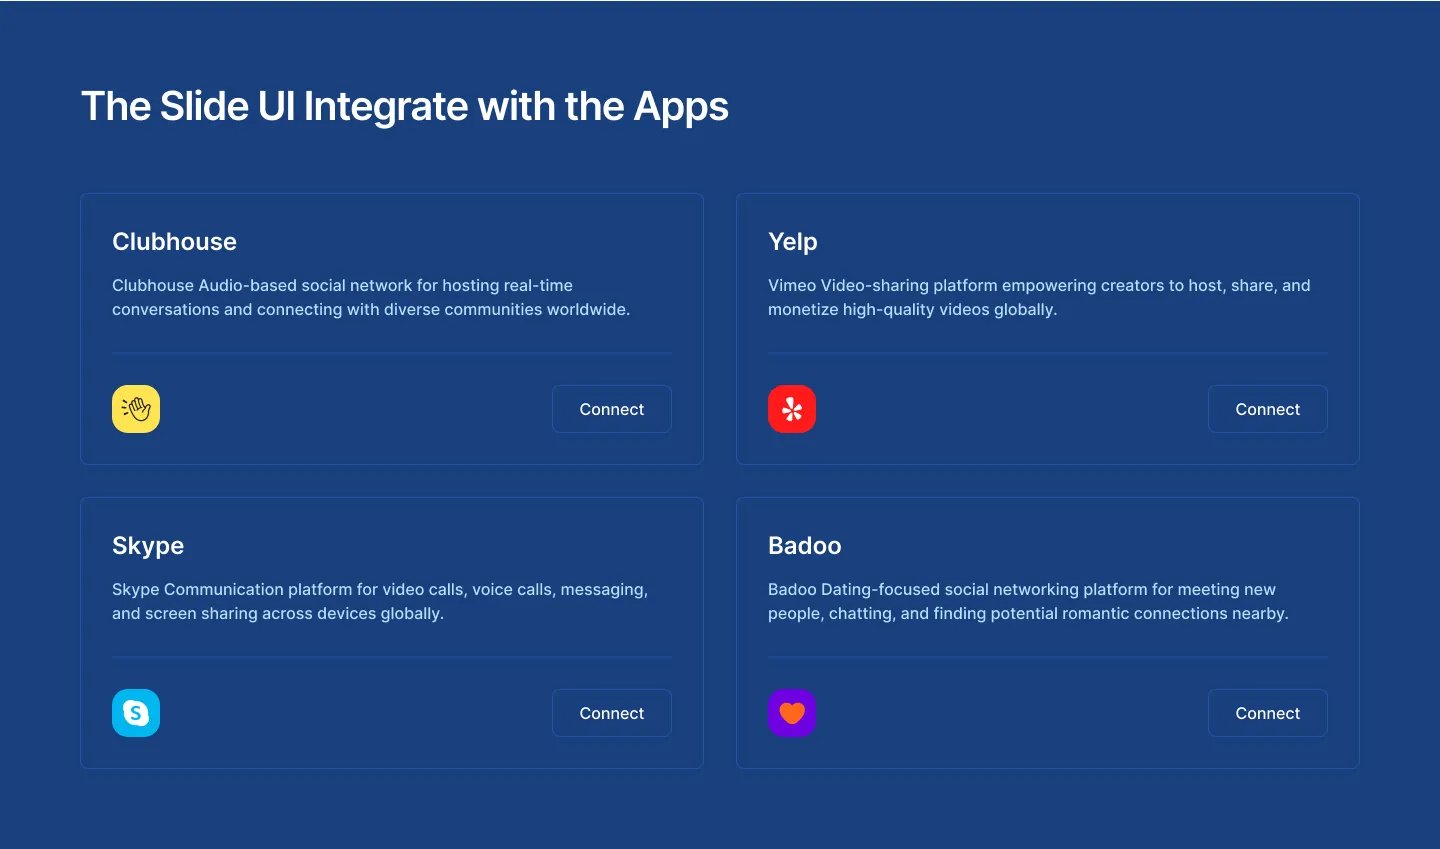 The Slide UI Integrate with the Apps
Clubhouse
Clubhouse Audio-based social network for hosting real-time
conversations and connecting with diverse communities worldwide.
Connect
Yelp
Vimeo Video-sharing platform empowering creators to host, share, and
monetize high-quality videos globally.
Connect
Skype
Skype Communication platform for video calls, voice calls, messaging,
and screen sharing across devices globally.
S
Connect
Badoo
Badoo Dating-focused social networking platform for meeting new
people, chatting, and finding potential romantic connections nearby.
Connect